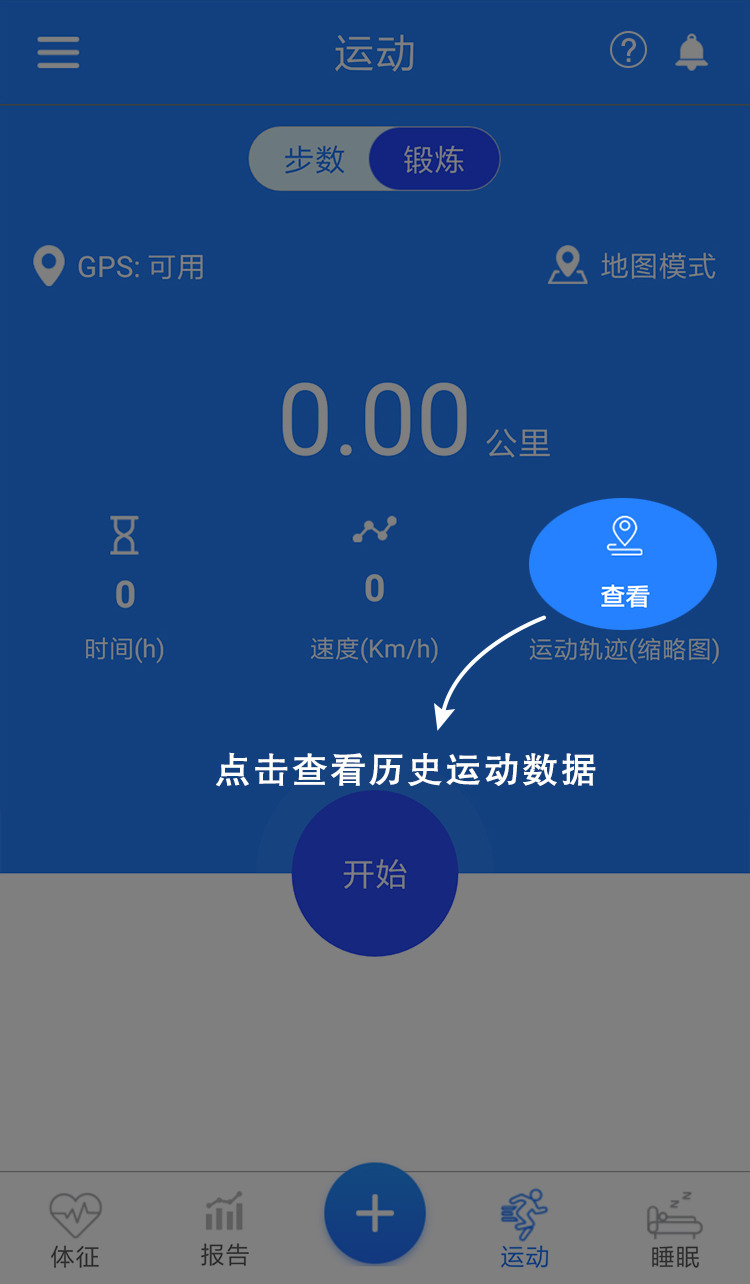 运动
步数 锻炼
GPS: 可用 地图模式
0.00 公里
0 0 查看
时间(h) 速度(Km/h) 运动轨迹(缩略图)
点击查看历史运动数据
开始
体征 报告 运动 睡眠